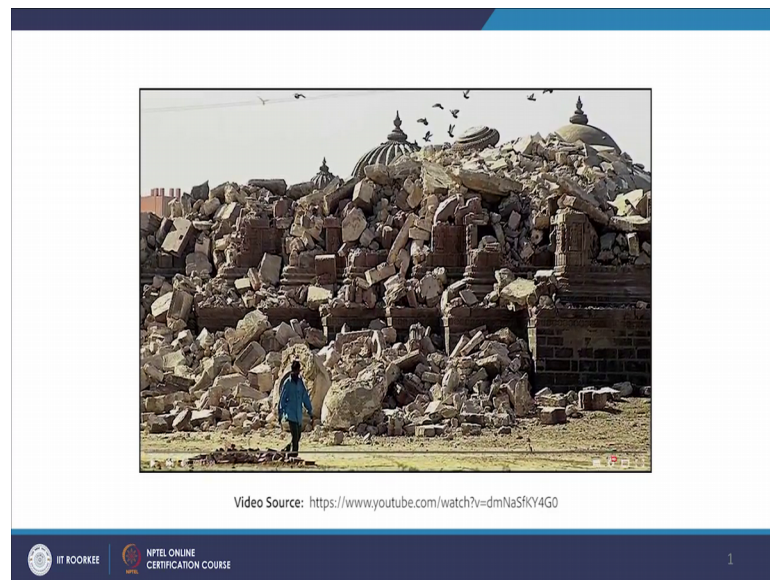 Video Source: https://www.youtube.com/watch?v=dmNaSfKY4G0
IIT ROORKEE
NPTEL ONLINE
CERTIFICATION COURSE
1